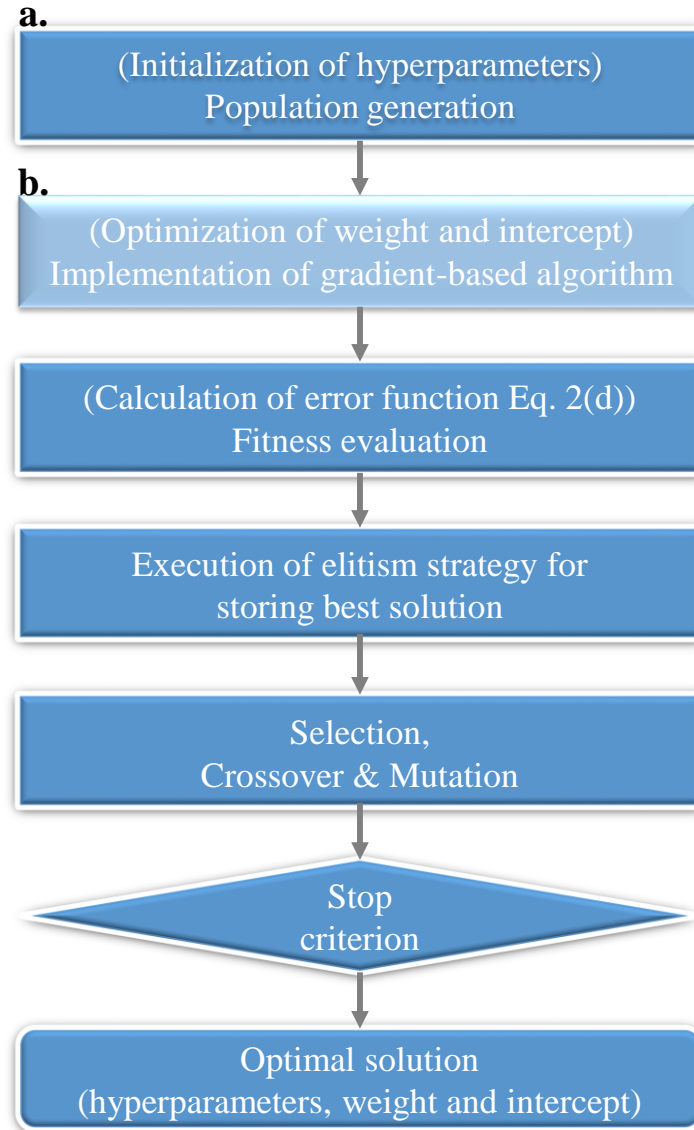 a.
(Initialization of hyperparameters)
Population generation
b.
(Optimization of weight and intercept)
Implementation of gradient-based algorithm
(Calculation of error function Eq. 2(d))
Fitness evaluation
Execution of elitism strategy for
storing best solution
Selection,
Crossover & Mutation
Stop
criterion
Optimal solution
(hyperparameters, weight and intercept)